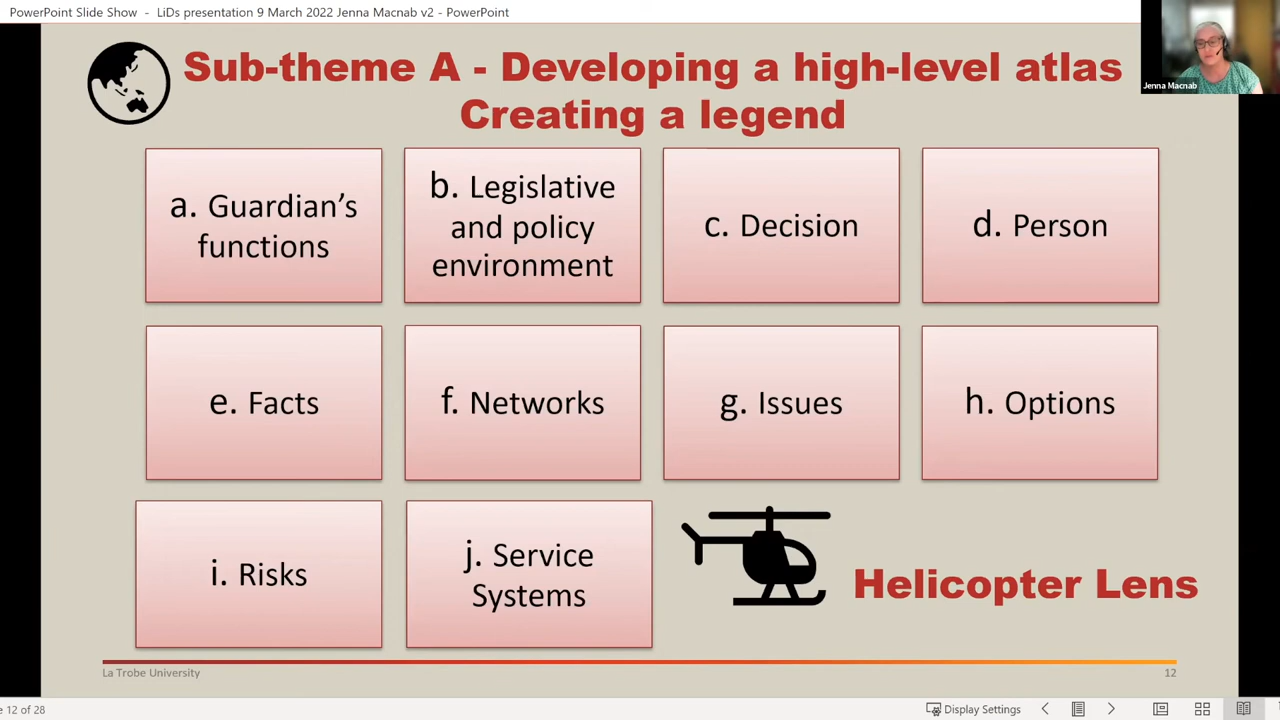 PowerPoint Slide Show - LiDs presentation 9 March 2022 Jenna Macnab v2 - PowerPoint
Jenna Macnab
Sub-theme A - Developing a high-level atlas
Creating a legend
a. Guardian's
functions
b. Legislative
and policy
environment
c. Decision
d. Person
e. Facts
f. Networks
g. Issues
h. Options
i. Risks
j. Service
Systems
Helicopter Lens
La Trobe University
12
e 12 of 28
Display Settings